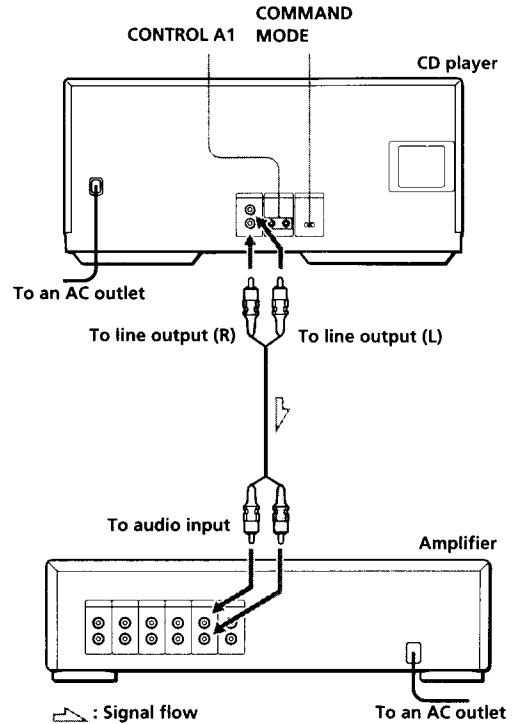 COMMAND
CONTROL A1 MODE
CD player
To an AC outlet
To line output (R) To line output (L)
To audio input
Amplifier
: Signal flow
To an AC outlet